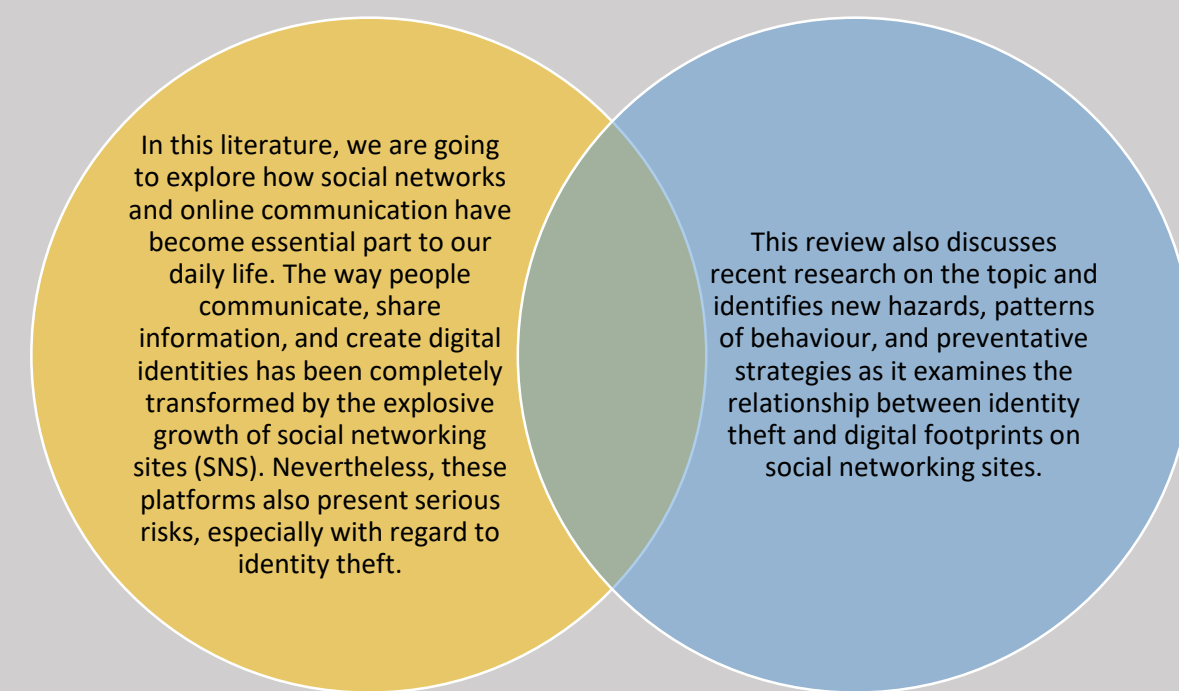 In this literature, we are going
to explore how social networks
and online communication have
become essential part to our
daily life. The way people
communicate, share
information, and create digital
identities has been completely
transformed by the explosive
growth of social networking
sites (SNS). Nevertheless, these
platforms also present serious
risks, especially with regard to
identity theft.
This review also discusses
recent research on the topic and
identifies new hazards, patterns
of behaviour, and preventative
strategies as it examines the
relationship between identity
theft and digital footprints on
social networking sites.